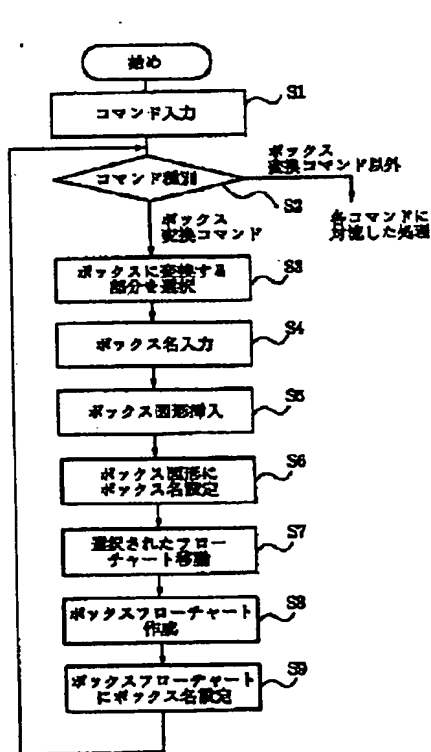 始め
コマンド入力
S1
コマンド種別
S2
ボックス
変換コマンド以外
各コマンドに
対応した処理
ボックス
変換コマンド
ボックスに変換する
部分を選択
S3
ボックス名入力
S4
ボックス図形挿入
S5
ボックス図形に
ボックス名設定
S6
選択されたフロー
チャート移動
S7
ボックスフローチャート
作成
S8
ボックスフローチャート
にボックス名設定
S9